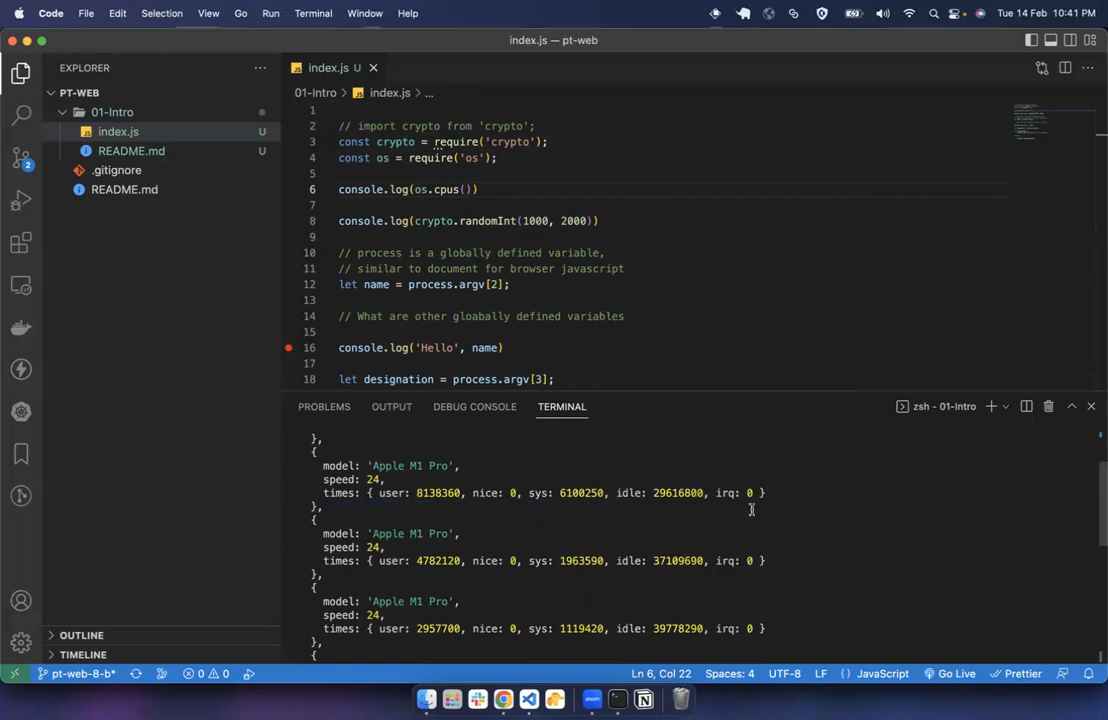 Code File Edit Selection View Go Run Terminal Window Help Tue 14 Feb 10:41 PM
index.js — pt-web
EXPLORER
PT-WEB
01-Intro
index.js U
README.md U
.gitignore
README.md
OUTLINE
TIMELINE
2
JS index.js U
01-Intro > JS index.js > ...
1
2 // import crypto from 'crypto';
3 const crypto = require('crypto');
4 const os = require('os');
5
6 console.log(os.cpus())
7
8 console.log(crypto.randomInt(1000, 2000))
9
10 // process is a globally defined variable,
11 // similar to document for browser javascript
12 let name = process.argv[2];
13
14 // What are other gloabally defined variables
15
16 console.log('Hello', name)
17
18 let designation = process.argv[3];
PROBLEMS OUTPUT DEBUG CONSOLE TERMINAL zsh - 01-Intro
},
{
model: 'Apple M1 Pro',
speed: 24,
times: { user: 8138360, nice: 0, sys: 6100250, idle: 29616800, irq: 0 }
},
{
model: 'Apple M1 Pro',
speed: 24,
times: { user: 4782120, nice: 0, sys: 1963590, idle: 37109690, irq: 0 }
},
{
model: 'Apple M1 Pro',
speed: 24,
times: { user: 2957700, nice: 0, sys: 1119420, idle: 39778290, irq: 0 }
},
{
pt-web-8-b* 0 0 Ln 6, Col 22 Spaces: 4 UTF-8 LF JavaScript Go Live Prettier
zoom